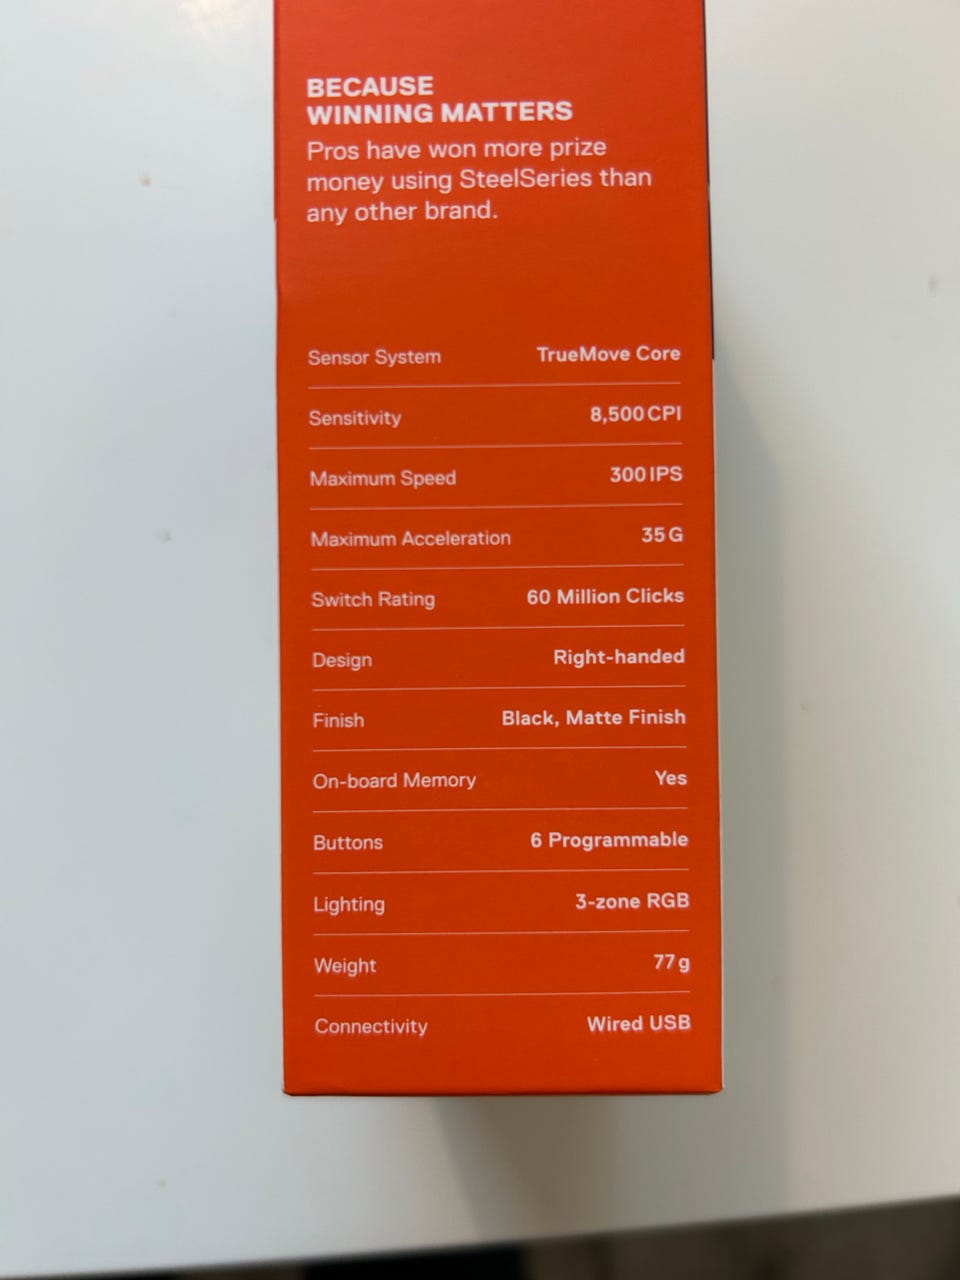 BECAUSE
WINNING MATTERS
Pros have won more prize
money using SteelSeries than
any other brand.
Sensor System TrueMove Core
Sensitivity 8,500 CPI
Maximum Speed 300 IPS
Maximum Acceleration 35 G
Switch Rating 60 Million Clicks
Design Right-handed
Finish Black, Matte Finish
On-board Memory Yes
Buttons 6 Programmable
Lighting 3-zone RGB
Weight 77 g
Connectivity Wired USB